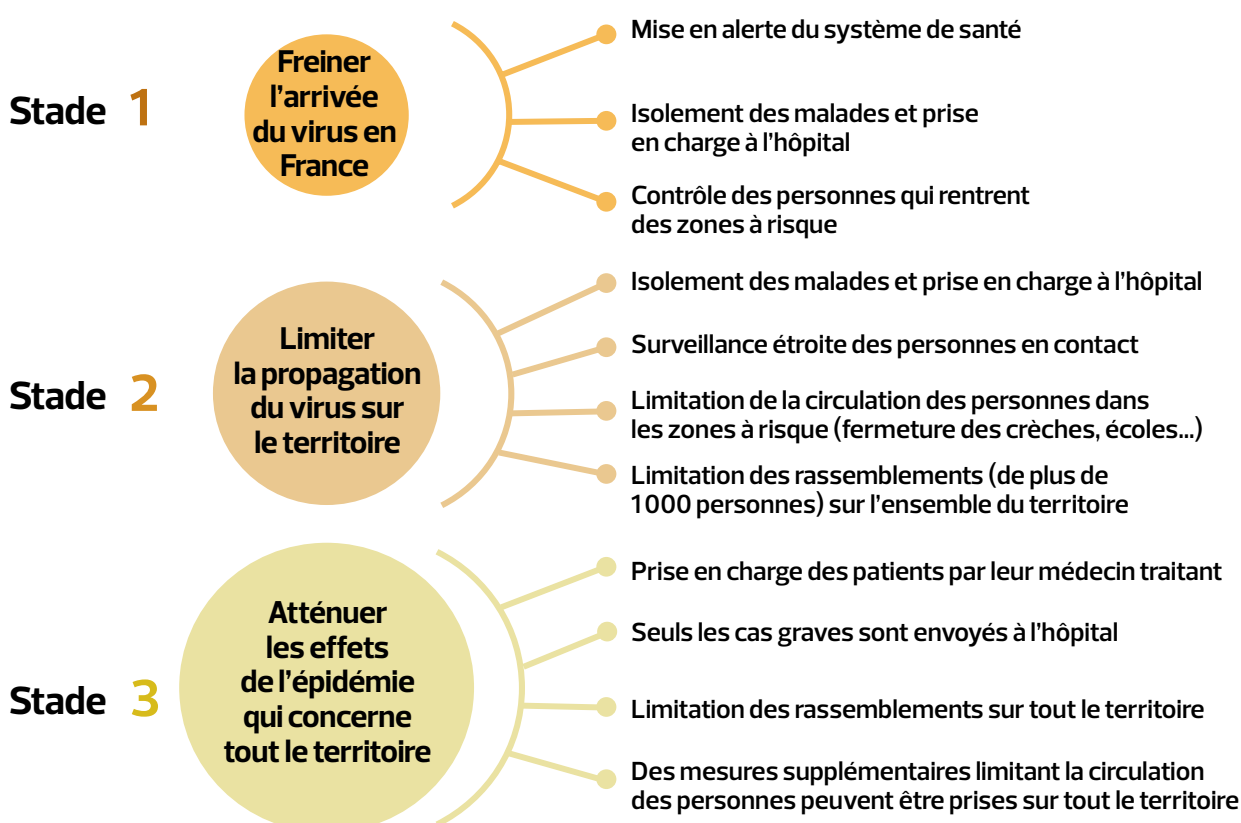 Stade 1
Freiner
l'arrivée
du virus en
France
Mise en alerte du système de santé
Isolement des malades et prise
en charge à l'hôpital
Contrôle des personnes qui rentrent
des zones à risque
Stade 2
Limiter
la propagation
du virus sur
le territoire
Isolement des malades et prise en charge à l'hôpital
Surveillance étroite des personnes en contact
Limitation de la circulation des personnes dans
les zones à risque (fermeture des crèches, écoles...)
Limitation des rassemblements (de plus de
1000 personnes) sur l'ensemble du territoire
Stade 3
Atténuer
les effets
de l'épidémie
qui concerne
tout le territoire
Prise en charge des patients par leur médecin traitant
Seuls les cas graves sont envoyés à l'hôpital
Limitation des rassemblements sur tout le territoire
Des mesures supplémentaires limitant la circulation
des personnes peuvent être prises sur tout le territoire